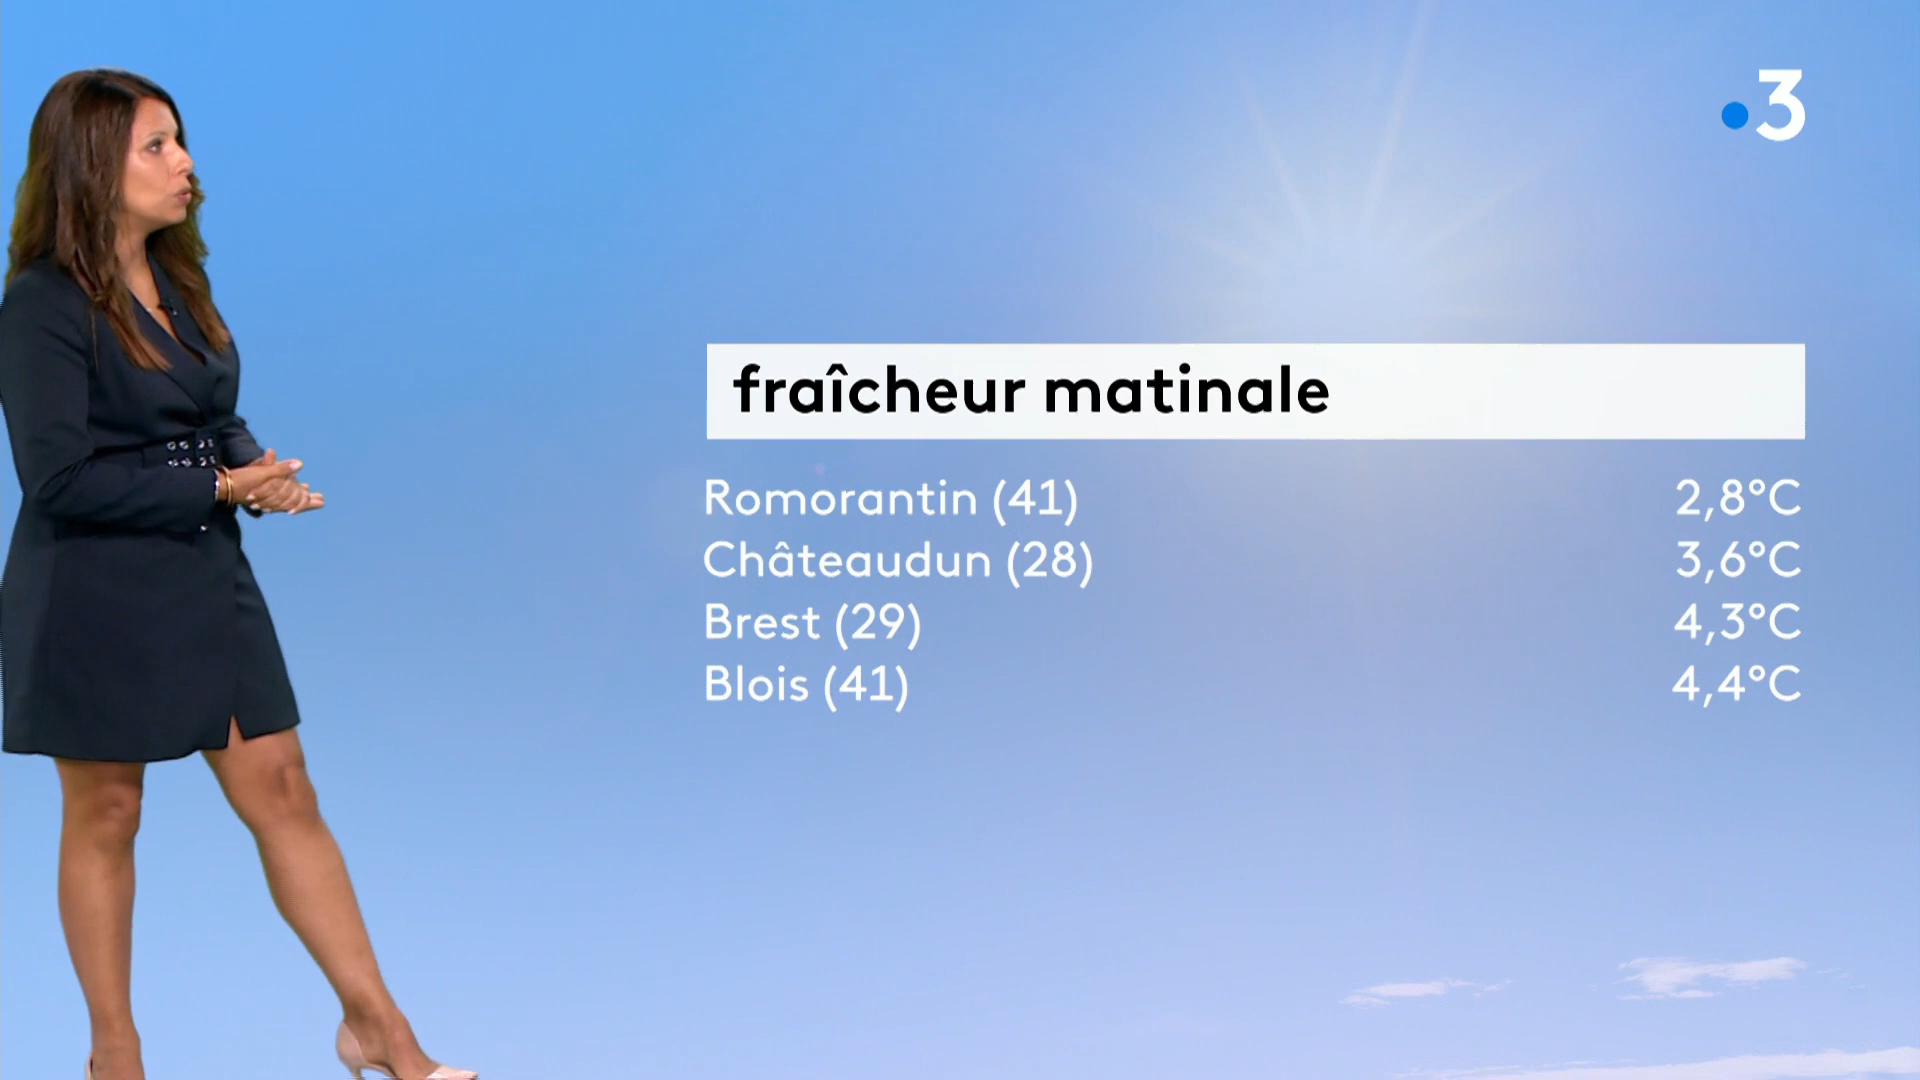 3
fraîcheur matinale
Romorantin (41) 2,8°C
Châteaudun (28) 3,6°C
Brest (29) 4,3°C
Blois (41) 4,4°C